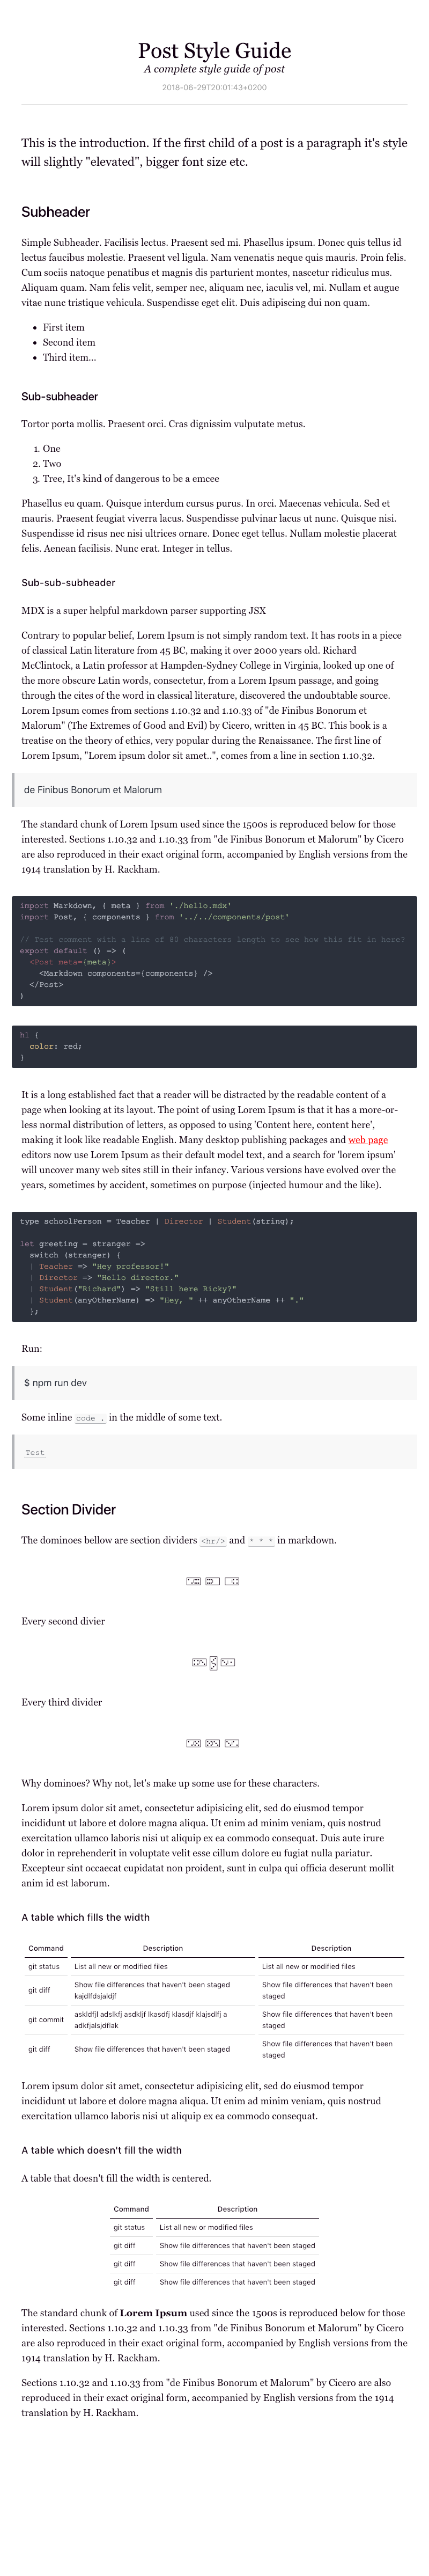 Post Style Guide
A complete style guide of post
2018-06-29T20:01:43+0200
This is the introduction. If the first child of a post is a paragraph it's style
will slightly "elevated", bigger font size etc.
Subheader
Simple Subheader. Facilisis lectus. Praesent sed mi. Phasellus ipsum. Donec quis tellus id
lectus faucibus molestie. Praesent vel ligula. Nam venenatis neque quis mauris. Proin felis.
Cum sociis natoque penatibus et magnis dis parturient montes, nascetur ridiculus mus.
Aliquam quam. Nam felis velit, semper nec, aliquam nec, iaculis vel, mi. Nullam et augue
vitae nunc tristique vehicula. Suspendisse eget elit. Duis adipiscing dui non quam.
• First item
• Second item
• Third item...
Sub-subheader
Tortor porta mollis. Praesent orci. Cras dignissim vulputate metus.
1. One
2. Two
3. Tree, It's kind of dangerous to be a emcee
Phasellus eu quam. Quisque interdum cursus purus. In orci. Maecenas vehicula. Sed et
mauris. Praesent feugiat viverra lacus. Suspendisse pulvinar lacus ut nunc. Quisque nisi.
Suspendisse id risus nec nisi ultrices ornare. Donec eget tellus. Nullam molestie placerat
felis. Aenean facilisis. Nunc erat. Integer in tellus.
Sub-sub-subheader
MDX is a super helpful markdown parser supporting JSX
Contrary to popular belief, Lorem Ipsum is not simply random text. It has roots in a piece
of classical Latin literature from 45 BC, making it over 2000 years old. Richard
McClintock, a Latin professor at Hampden-Sydney College in Virginia, looked up one of
the more obscure Latin words, consectetur, from a Lorem Ipsum passage, and going
through the cites of the word in classical literature, discovered the undoubtable source.
Lorem Ipsum comes from sections 1.10.32 and 1.10.33 of "de Finibus Bonorum et
Malorum" (The Extremes of Good and Evil) by Cicero, written in 45 BC. This book is a
treatise on the theory of ethics, very popular during the Renaissance. The first line of
Lorem Ipsum, "Lorem ipsum dolor sit amet..", comes from a line in section 1.10.32.
de Finibus Bonorum et Malorum
The standard chunk of Lorem Ipsum used since the 1500s is reproduced below for those
interested. Sections 1.10.32 and 1.10.33 from "de Finibus Bonorum et Malorum" by Cicero
are also reproduced in their exact original form, accompanied by English versions from the
1914 translation by H. Rackham.
import Markdown, { meta } from './hello.mdx'
import Post, { components } from '../../components/post'
// Test comment with a line of 80 characters length to see how this fit in here?
export default () => (
<Post meta={meta}>
<Markdown components={components} />
</Post>
)
h1 {
color: red;
}
It is a long established fact that a reader will be distracted by the readable content of a
page when looking at its layout. The point of using Lorem Ipsum is that it has a more-or-
less normal distribution of letters, as opposed to using 'Content here, content here',
making it look like readable English. Many desktop publishing packages and web page
editors now use Lorem Ipsum as their default model text, and a search for 'lorem ipsum'
will uncover many web sites still in their infancy. Various versions have evolved over the
years, sometimes by accident, sometimes on purpose (injected humour and the like).
type schoolPerson = Teacher | Director | Student(string);
let greeting = stranger =>
switch (stranger) {
| Teacher => "Hey professor!"
| Director => "Hello director."
| Student("Richard") => "Still here Ricky?"
| Student(anyOtherName) => "Hey, " ++ anyOtherName ++ "."
};
Run:
$ npm run dev
Some inline code . in the middle of some text.
Test
Section Divider
The dominoes bellow are section dividers <hr/> and * * * in markdown.
Every second divier
Every third divider
Why dominoes? Why not, let's make up some use for these characters.
Lorem ipsum dolor sit amet, consectetur adipisicing elit, sed do eiusmod tempor
incididunt ut labore et dolore magna aliqua. Ut enim ad minim veniam, quis nostrud
exercitation ullamco laboris nisi ut aliquip ex ea commodo consequat. Duis aute irure
dolor in reprehenderit in voluptate velit esse cillum dolore eu fugiat nulla pariatur.
Excepteur sint occaecat cupidatat non proident, sunt in culpa qui officia deserunt mollit
anim id est laborum.
A table which fills the width
Command Description Description
git status List all new or modified files List all new or modified files
git diff Show file differences that haven't been staged kajdlfdsjaldjf Show file differences that haven't been staged
git commit askldfjl adslkfj asdkljf lkasdfj klasdjf klajsdlfj a adkfjalsjdflak Show file differences that haven't been staged
git diff Show file differences that haven't been staged Show file differences that haven't been staged
Lorem ipsum dolor sit amet, consectetur adipisicing elit, sed do eiusmod tempor
incididunt ut labore et dolore magna aliqua. Ut enim ad minim veniam, quis nostrud
exercitation ullamco laboris nisi ut aliquip ex ea commodo consequat.
A table which doesn't fill the width
A table that doesn't fill the width is centered.
Command Description
git status List all new or modified files
git diff Show file differences that haven't been staged
git diff Show file differences that haven't been staged
git diff Show file differences that haven't been staged
The standard chunk of Lorem Ipsum used since the 1500s is reproduced below for those
interested. Sections 1.10.32 and 1.10.33 from "de Finibus Bonorum et Malorum" by Cicero
are also reproduced in their exact original form, accompanied by English versions from the
1914 translation by H. Rackham.
Sections 1.10.32 and 1.10.33 from "de Finibus Bonorum et Malorum" by Cicero are also
reproduced in their exact original form, accompanied by English versions from the 1914
translation by H. Rackham.